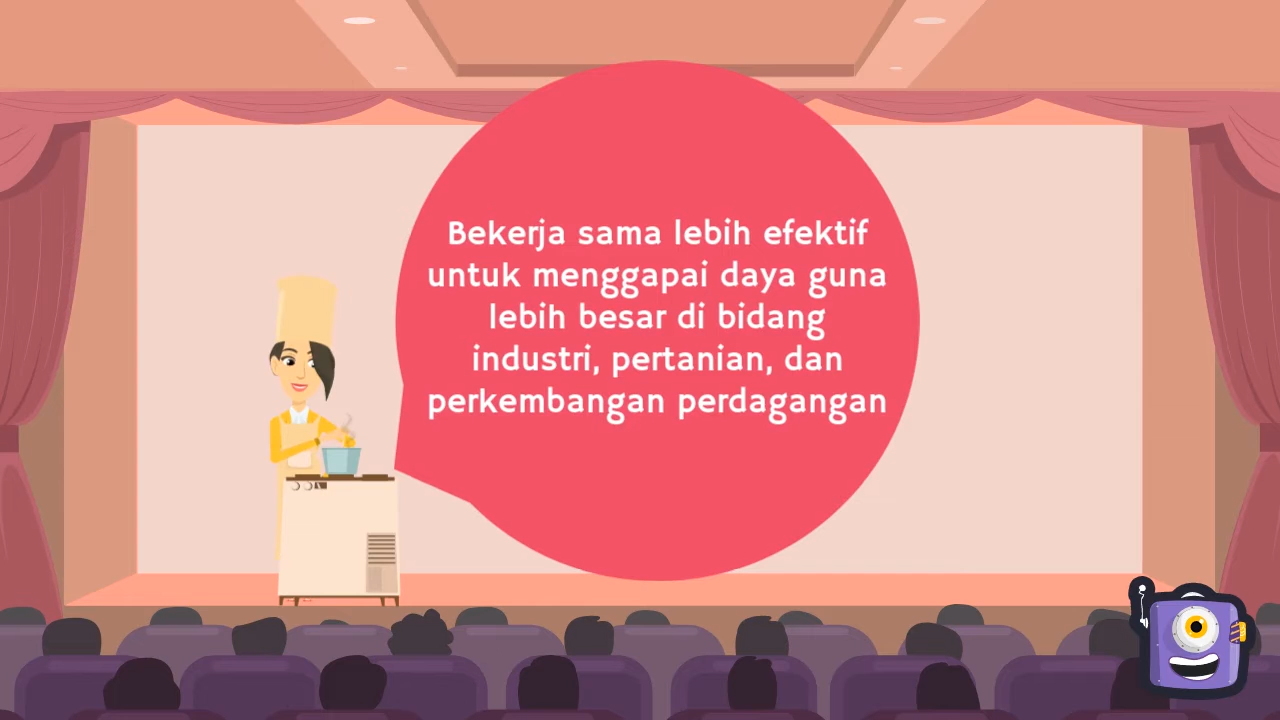 Bekerja sama lebih efektif
untuk menggapai daya guna
lebih besar di bidang
industri, pertanian, dan
perkembangan perdagangan